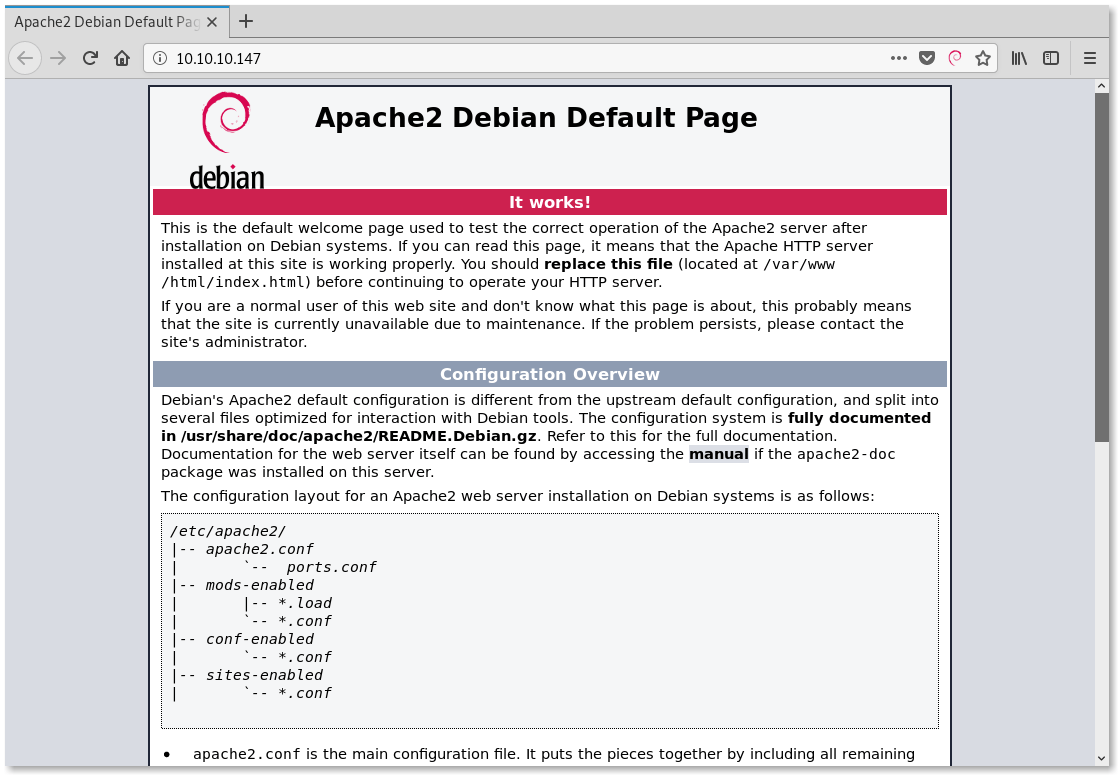 Apache2 Debian Default Pag
10.10.10.147
Apache2 Debian Default Page
debian
It works!
This is the default welcome page used to test the correct operation of the Apache2 server after
installation on Debian systems. If you can read this page, it means that the Apache HTTP server
installed at this site is working properly. You should replace this file (located at /var/www
/html/index.html) before continuing to operate your HTTP server.
If you are a normal user of this web site and don't know what this page is about, this probably means
that the site is currently unavailable due to maintenance. If the problem persists, please contact the
site's administrator.
Configuration Overview
Debian's Apache2 default configuration is different from the upstream default configuration, and split into
several files optimized for interaction with Debian tools. The configuration system is fully documented
in /usr/share/doc/apache2/README.Debian.gz. Refer to this for the full documentation.
Documentation for the web server itself can be found by accessing the manual if the apache2-doc
package was installed on this server.
The configuration layout for an Apache2 web server installation on Debian systems is as follows:
/etc/apache2/
|-- apache2.conf
|       `--  ports.conf
|-- mods-enabled
|       |-- *.load
|       `-- *.conf
|-- conf-enabled
|       `-- *.conf
|-- sites-enabled
|       `-- *.conf
• apache2.conf is the main configuration file. It puts the pieces together by including all remaining